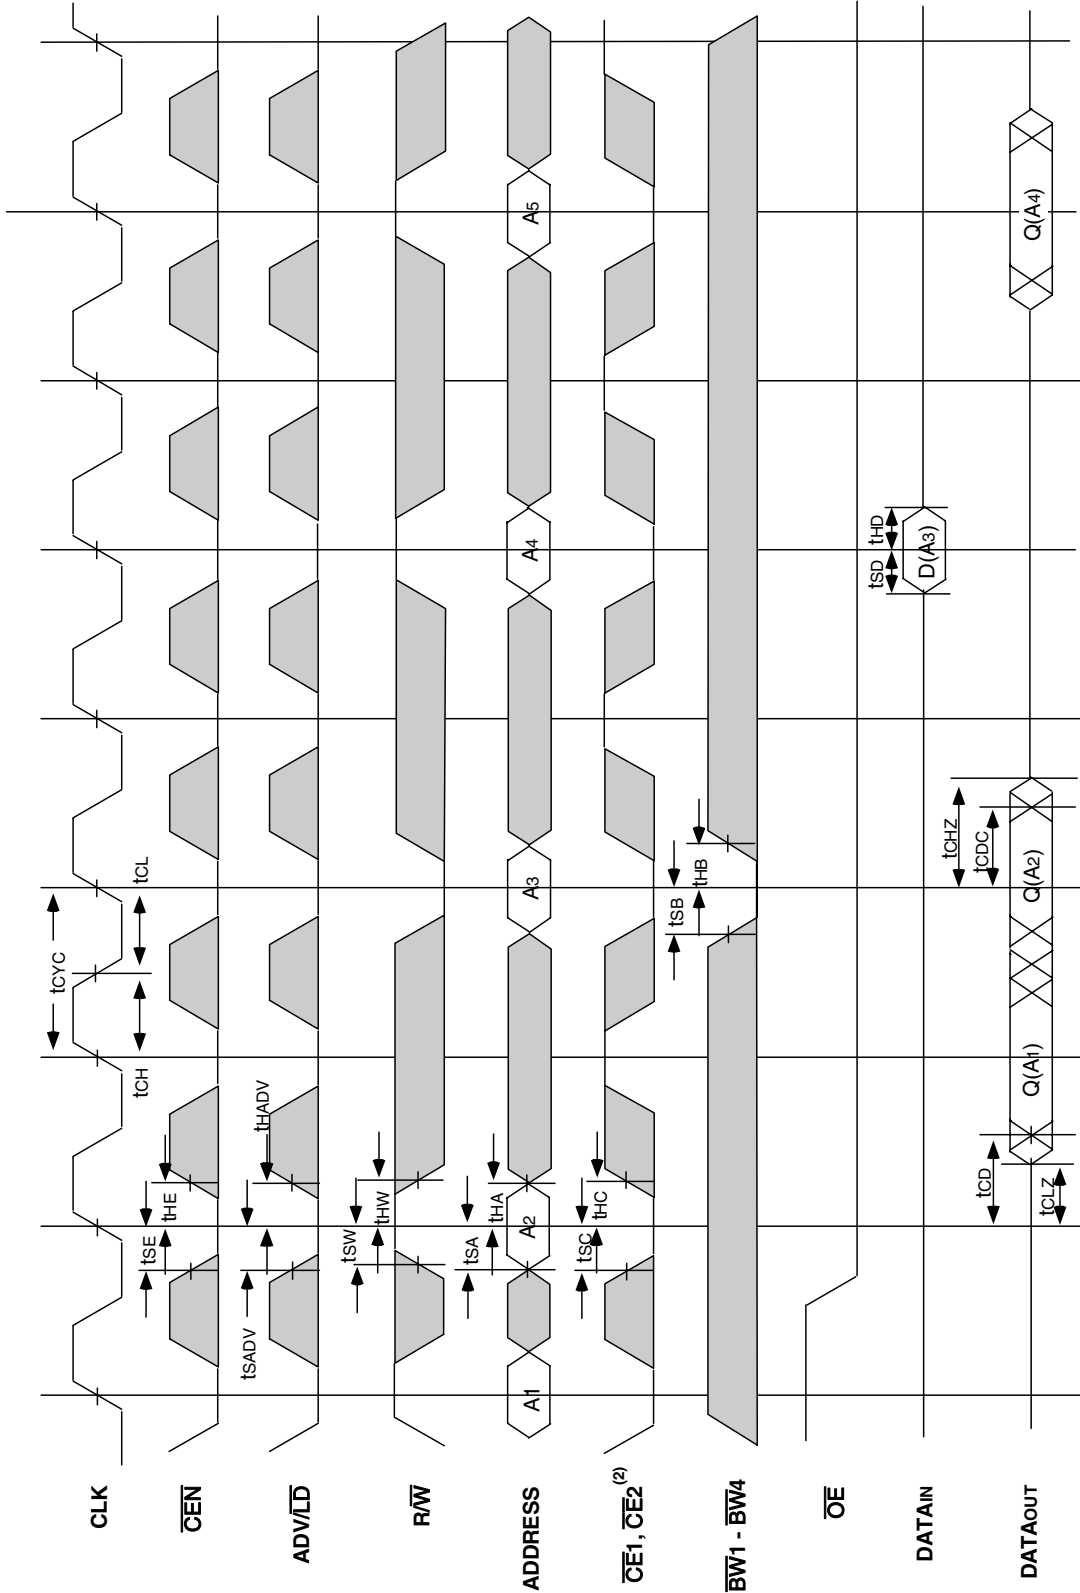 CLK
tCYC
tCH
tCL
CEN
tSE
tHE
ADV/LD
tSADV
tHADV
R/W
tSW
tHW
ADDRESS
A1
tSA
tHA
A2
A3
A4
A5
CE1, CE2(2)
tSC
tHC
BW1 - BW4
tSB
tHB
OE
DATAIN
tSD
tHD
D(A3)
DATAOUT
tCD
tCLZ
Q(A1)
Q(A2)
tCHZ
tCDC
Q(A4)